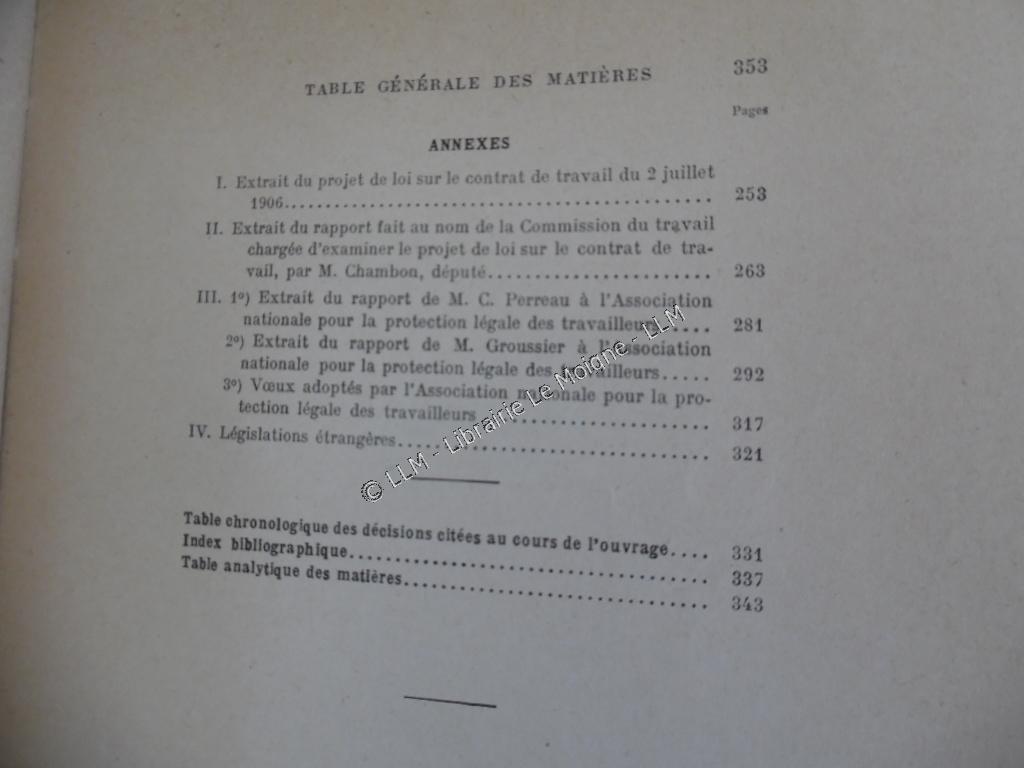 TABLE GÉNÉRALE DES MATIÈRES 353
Pages
ANNEXES
I. Extrait du projet de loi sur le contrat de travail du 2 juillet
1906.................................................... 253
II. Extrait du rapport fait au nom de la Commission du travail
chargée d'examiner le projet de loi sur le contrat de tra-
vail, par M. Chambon, député........................ 263
III. 1º) Extrait du rapport de M. C. Perreau à l'Association
nationale pour la protection légale des travailleurs..... 281
2º) Extrait du rapport de M. Groussier à l'Association
nationale pour la protection légale des travailleurs..... 292
3º) Vœux adoptés par l'Association nationale pour la pro-
tection légale des travailleurs........................ 317
IV. Législations étrangères.................................. 321
Table chronologique des décisions citées au cours de l'ouvrage.... 331
Index bibliographique........................................ 337
Table analytique des matières................................ 343
© LLM - Librairie Le Moigne - LLM